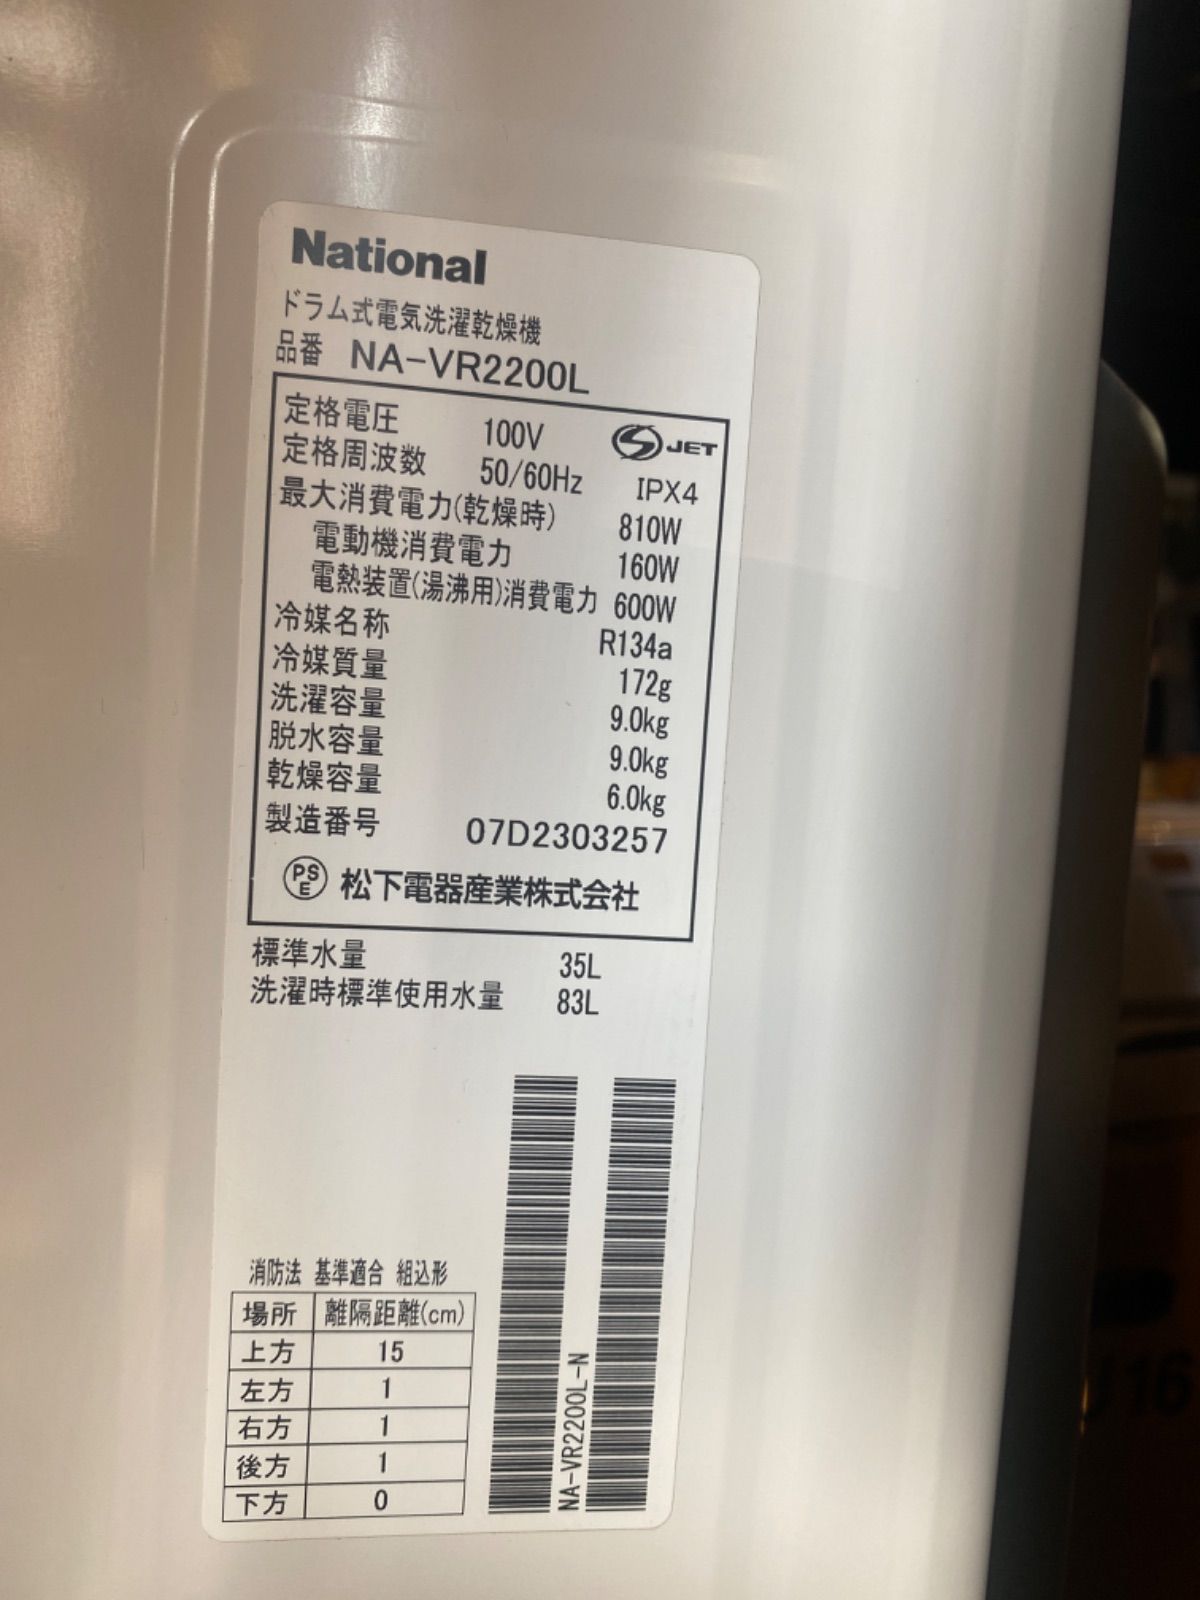 National
ドラム式電気洗濯乾燥機
品番 NA-VR2200L
定格電圧 100V JET
定格周波数 50/60Hz IPX4
最大消費電力(乾燥時) 810W
電動機消費電力 160W
電熱装置(湯沸用)消費電力 600W
冷媒名称 R134a
冷媒質量 172g
洗濯容量 9.0kg
脱水容量 9.0kg
乾燥容量 6.0kg
製造番号 07D2303257
PSE 松下電器産業株式会社
標準水量 35L
洗濯時標準使用水量 83L
NA-VR2200L-N
消防法 基準適合 組込形
場所 離隔距離(cm)
上方 15
左方 1
右方 1
後方 1
下方 0